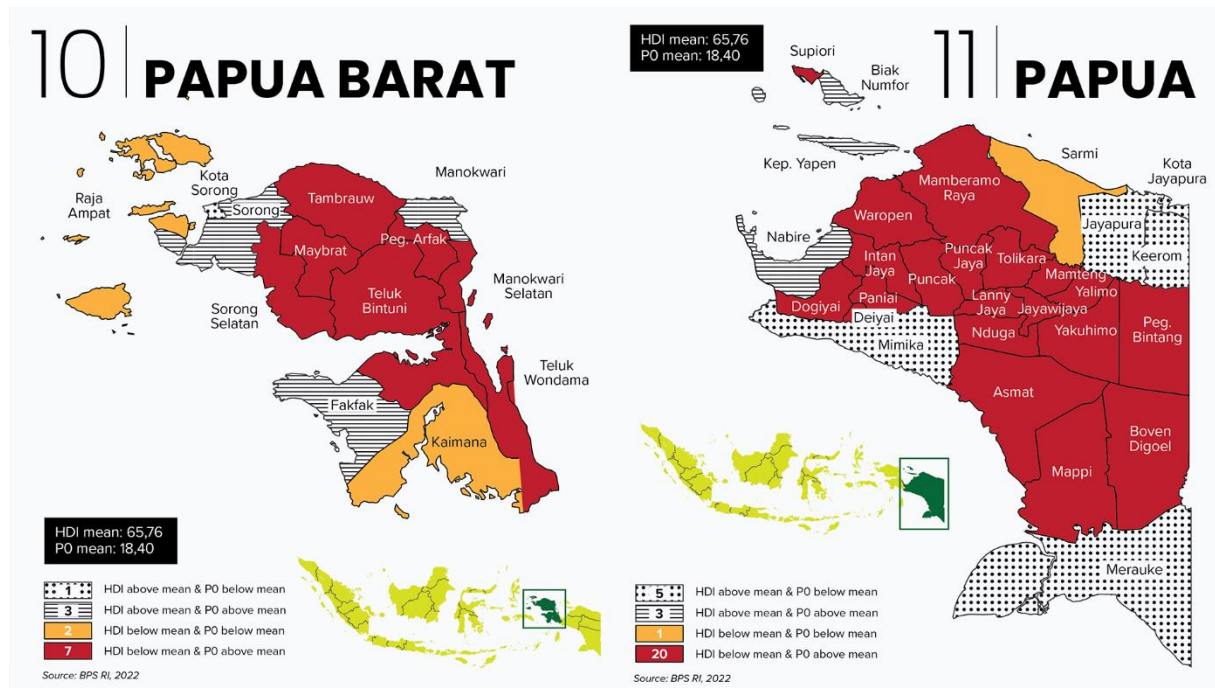 10 PAPUA BARAT
Kota
Sorong
Manokwari
Raja
Ampat
Sorong
Tambrauw
Peg. Arfak
Maybrat
Manokwari
Selatan
Teluk
Bintuni
Sorong
Selatan
Teluk
Wondama
Fakfak
Kaimana
HDI mean: 65,76
P0 mean: 18,40
1 HDI above mean & P0 below mean
3 HDI above mean & P0 above mean
2 HDI below mean & P0 below mean
7 HDI below mean & P0 above mean
Source: BPS RI, 2022
HDI mean: 65,76
P0 mean: 18,40
11 PAPUA
Supiori
Biak
Numfor
Kep. Yapen
Sarmi
Kota
Jayapura
Mamberamo
Raya
Waropen
Nabire
Jayapura
Keerom
Intan
Jaya
Puncak
Jaya
Tolikara
Puncak
Mamteng
Yalimo
Dogiyai
Paniai
Deiyai
Lanny
Jaya
Jayawijaya
Mimika
Nduga
Yakuhimo
Peg.
Bintang
Asmat
Boven
Digoel
Mappi
Merauke
5 HDI above mean & P0 below mean
3 HDI above mean & P0 above mean
1 HDI below mean & P0 below mean
20 HDI below mean & P0 above mean
Source: BPS RI, 2022